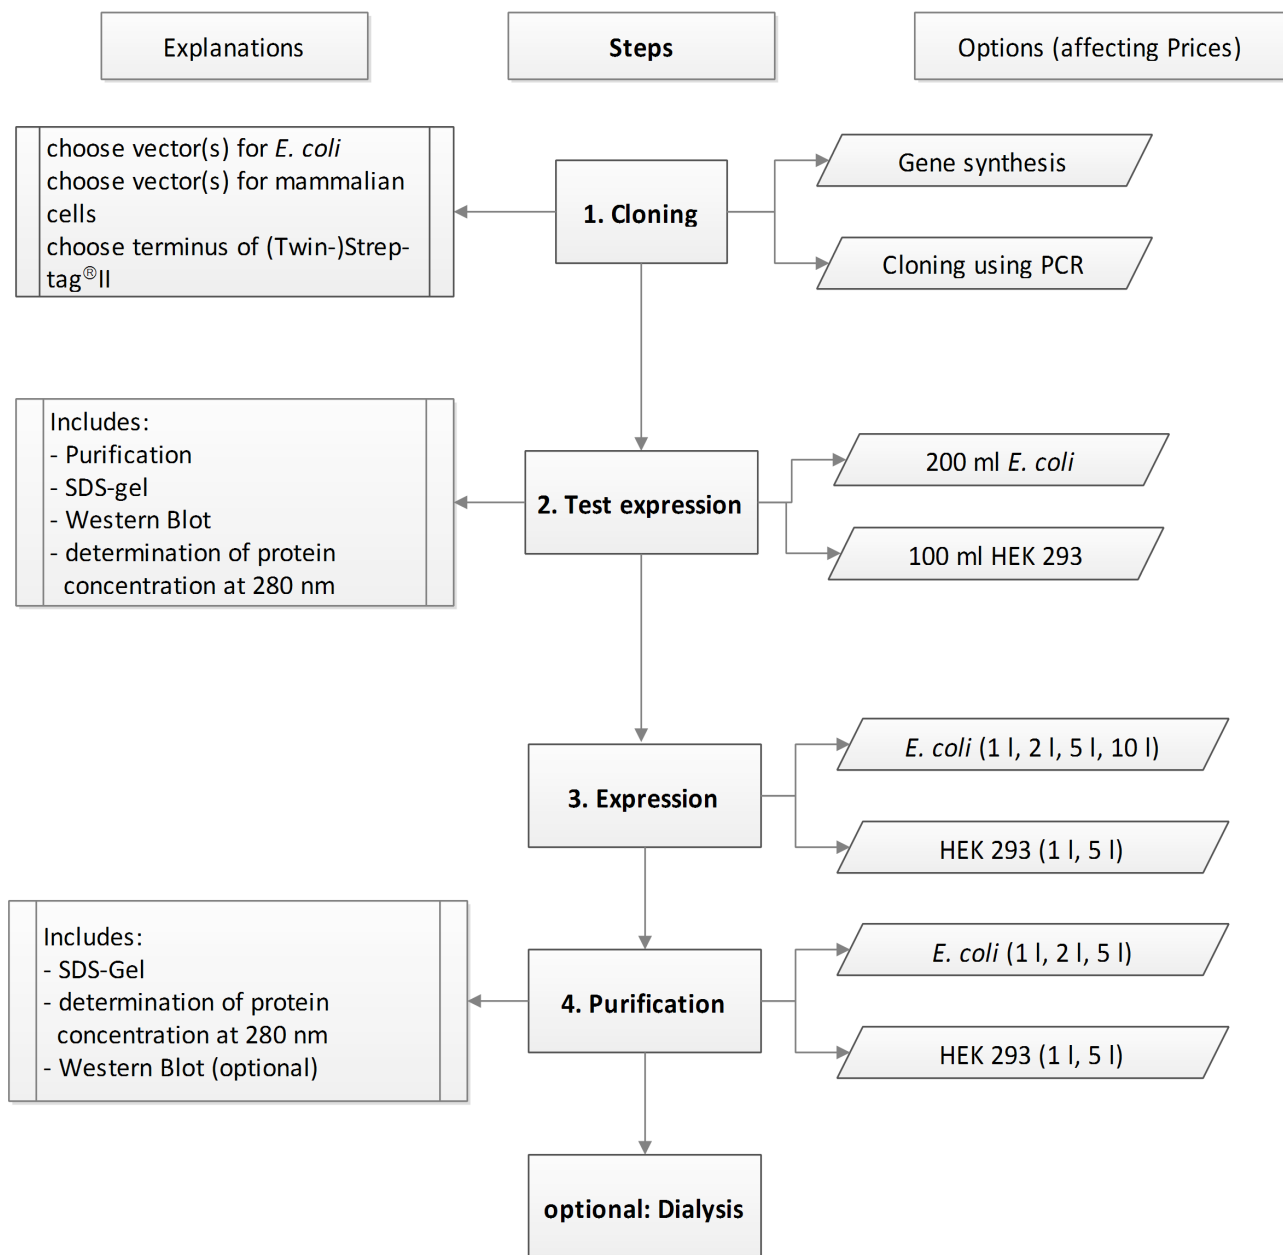 Explanations
Steps
Options (affecting Prices)
choose vector(s) for E. coli
choose vector(s) for mammalian
cells
choose terminus of (Twin-)Strep-
tag®II
1. Cloning
Gene synthesis
Cloning using PCR
Includes:
- Purification
- SDS-gel
- Western Blot
- determination of protein
concentration at 280 nm
2. Test expression
200 ml E. coli
100 ml HEK 293
3. Expression
E. coli (1 l, 2 l, 5 l, 10 l)
HEK 293 (1 l, 5 l)
Includes:
- SDS-Gel
- determination of protein
concentration at 280 nm
- Western Blot (optional)
4. Purification
E. coli (1 l, 2 l, 5 l)
HEK 293 (1 l, 5 l)
optional: Dialysis